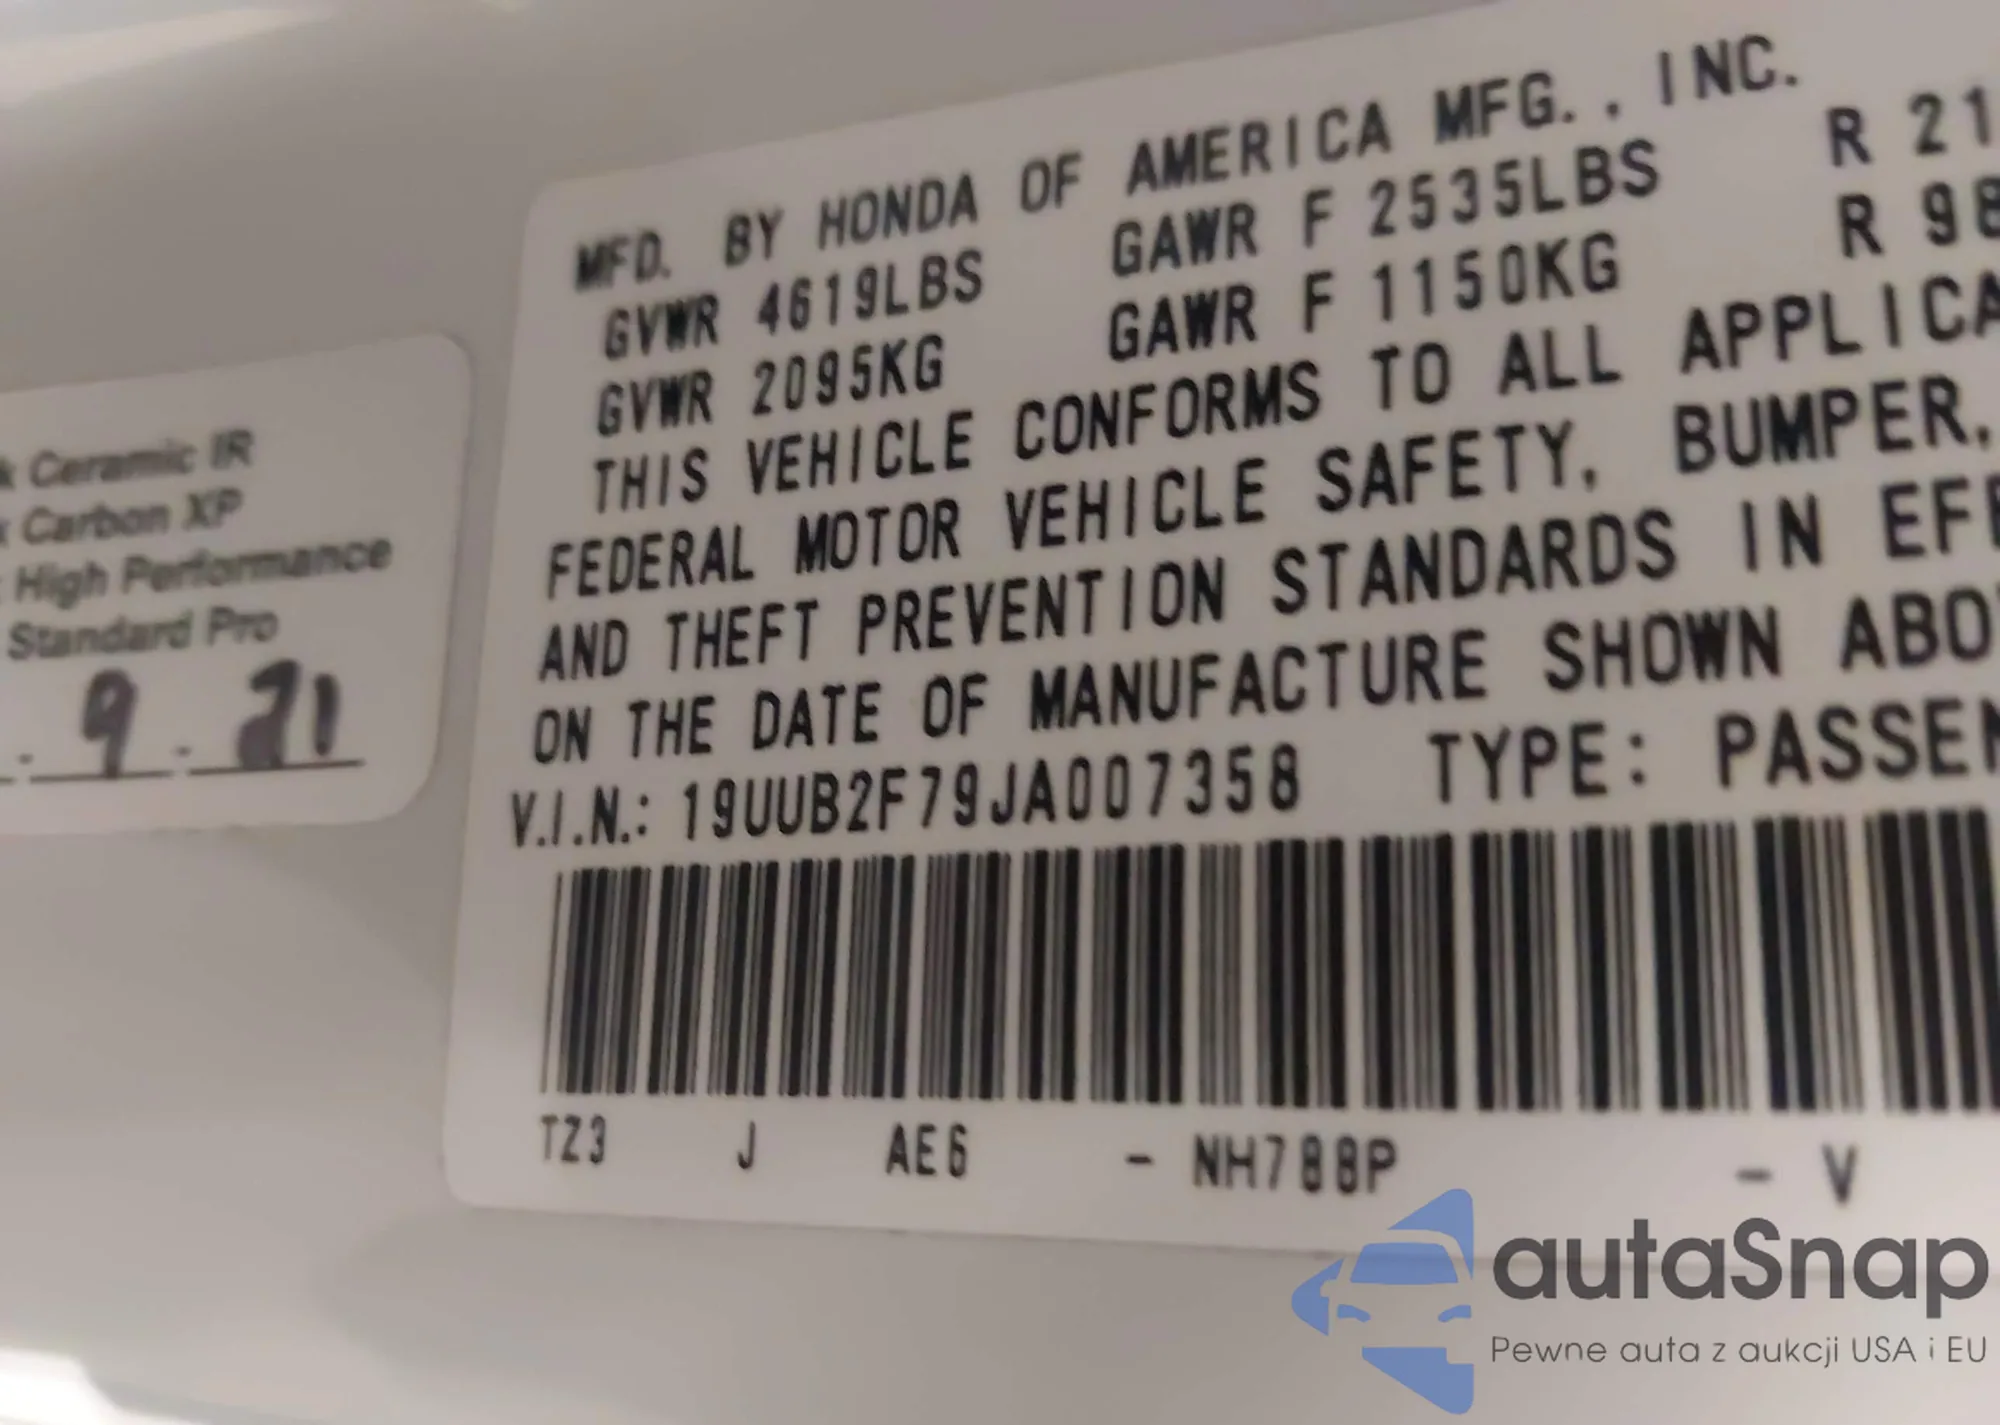 MFD. BY HONDA OF AMERICA MFG., INC.
GVWR 4619LBS GAWR F 2535LBS R 21
GVWR 2095KG GAWR F 1150KG R 98
THIS VEHICLE CONFORMS TO ALL APPLICA
FEDERAL MOTOR VEHICLE SAFETY, BUMPER,
AND THEFT PREVENTION STANDARDS IN EFF
ON THE DATE OF MANUFACTURE SHOWN ABO
V.I.N.: 19UUB2F79JA007358 TYPE: PASSEN
TZ3 J AE6 - NH788P - V
k Ceramic IR
k Carbon XP
High Performance
Standard Pro
- 9 - 21
autaSnap
Pewne auta z aukcji USA i EU